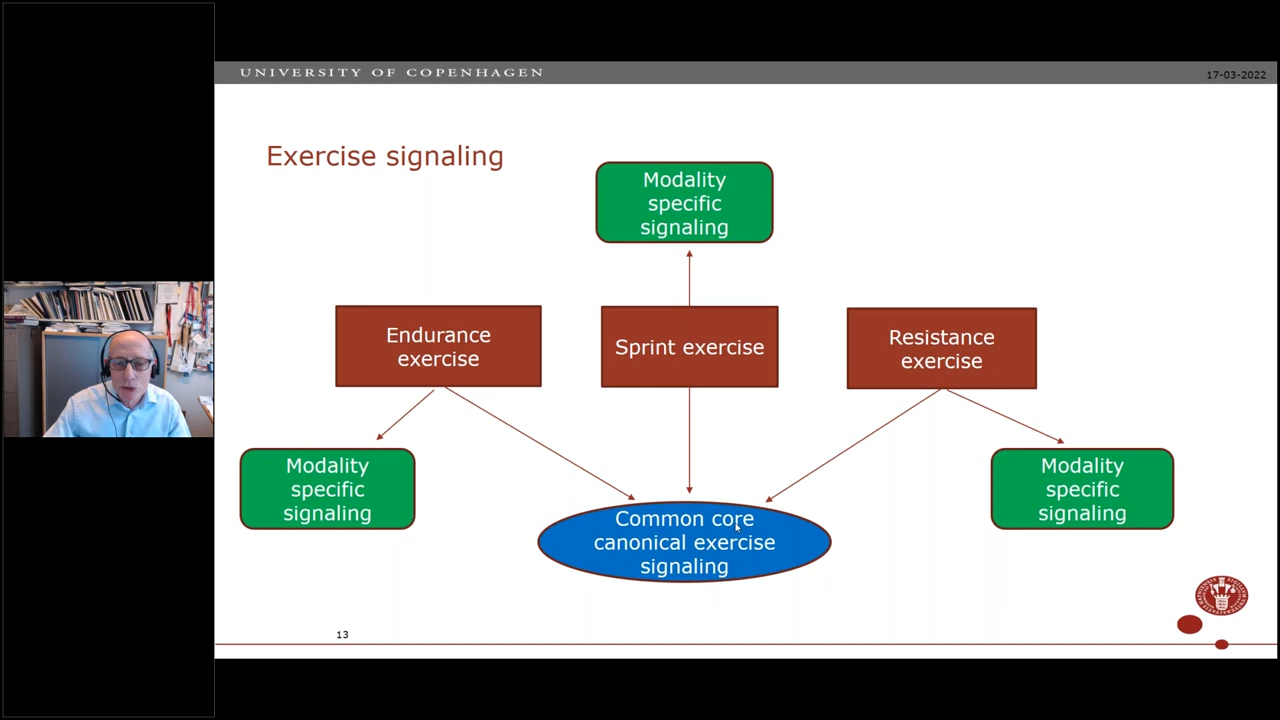 UNIVERSITY OF COPENHAGEN
17-03-2022
Exercise signaling
Modality
specific
signaling
Endurance
exercise
Sprint exercise
Resistance
exercise
Modality
specific
signaling
Common core
canonical exercise
signaling
Modality
specific
signaling
13